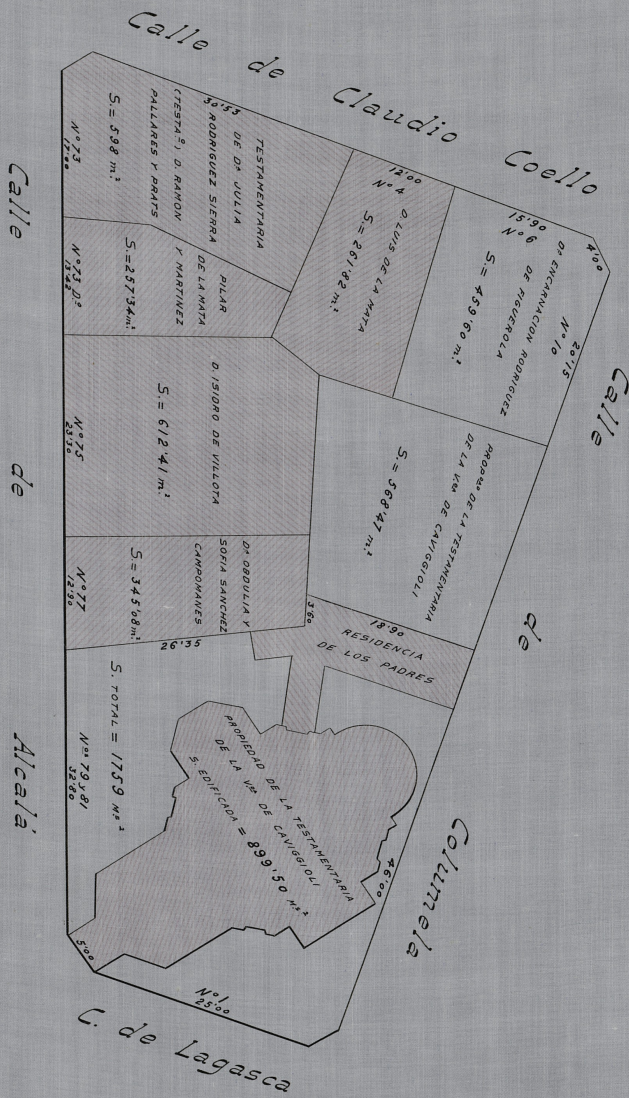 Calle de Claudio Coello
Calle de Alcalá
Calle de Columela
C. de Lagasca
TESTAMENTARIA
DE Dª JULIA
RODRIGUEZ SIERRA
(TESTAº) D. RAMON
PALLARES Y PRATS
S.= 598 m.²
30'53
Nº 73
17'00
PILAR
DE LA MATA
Y MARTINEZ
S.=257'34m.²
Nº 73 Dº
13'42
12'00
Nº 4
D. LUIS DE LA MATA
S.= 261'82 m.²
15'90
Nº 6
4'00
20'15
Nº 10
Dª ENCARNACION RODRIGUEZ
DE FIGUEROLA
S.= 459'60 m.²
D. ISIDRO DE VILLOTA
S.= 612'41 m.²
Nº 75
23'30
PROPDAD DE LA TESTAMENTARIA
DE LA Vda DE CAVIGGIOLI
S.= 568'47 m.²
Dª OBDULIA Y
SOFIA SANCHEZ
CAMPOMANES
S.= 345'08m.²
Nº 77
12'90
3'60
18'90
RESIDENCIA
DE LOS PADRES
26'35
S. TOTAL = 1759 M.ˢ ²
Nos 79 y 81
32'80
PROPIEDAD DE LA TESTAMENTARIA
DE LA Vda DE CAVIGGIOLI
S. EDIFICADA = 899'50 M.ˢ ²
46'00
5'00
Nº 1
25'00